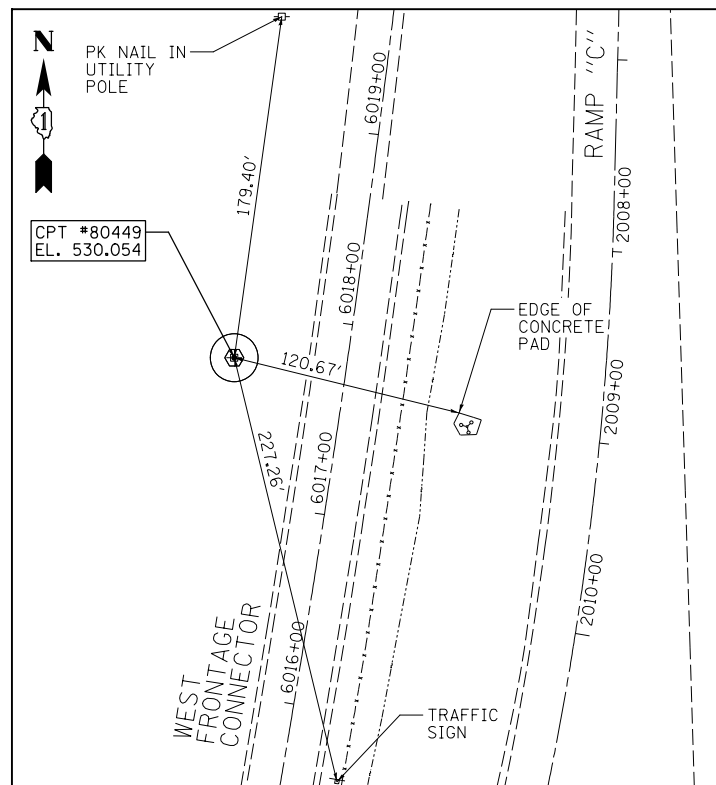 N
PK NAIL IN
UTILITY
POLE
6019+00
RAMP "C"
179.40'
2008+00
CPT #80449
EL. 530.054
6018+00
EDGE OF
CONCRETE
PAD
120.67'
2009+00
227.26'
6017+00
2010+00
WEST
FRONTAGE
CONNECTOR
6016+00
TRAFFIC
SIGN
1